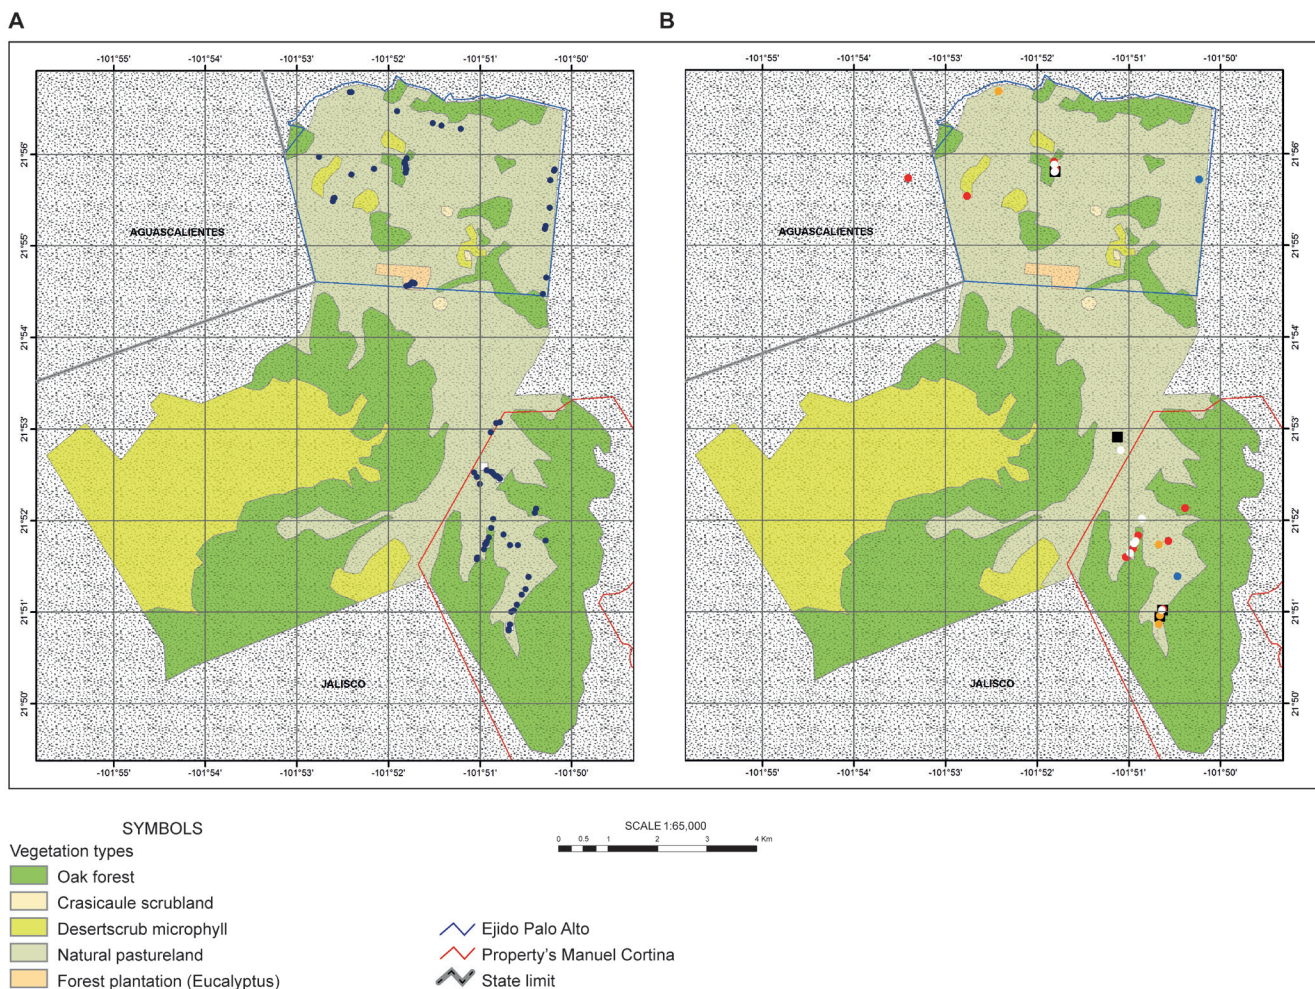 A
B
-101°55' -101°54' -101°53' -101°52' -101°51' -101°50'
-101°55' -101°54' -101°53' -101°52' -101°51' -101°50'
21°56' 21°56'
21°55' 21°55'
21°54' 21°54'
21°53' 21°53'
21°52' 21°52'
21°51' 21°51'
21°50' 21°50'
AGUASCALIENTES
AGUASCALIENTES
JALISCO
JALISCO
-101°55' -101°54' -101°53' -101°52' -101°51' -101°50'
-101°55' -101°54' -101°53' -101°52' -101°51' -101°50'
SYMBOLS
Vegetation types
Oak forest
Crasicaule scrubland
Desertscrub microphyll
Natural pastureland
Forest plantation (Eucalyptus)
Ejido Palo Alto
Property's Manuel Cortina
State limit
SCALE 1:65,000
0 0.5 1 2 3 4 Km